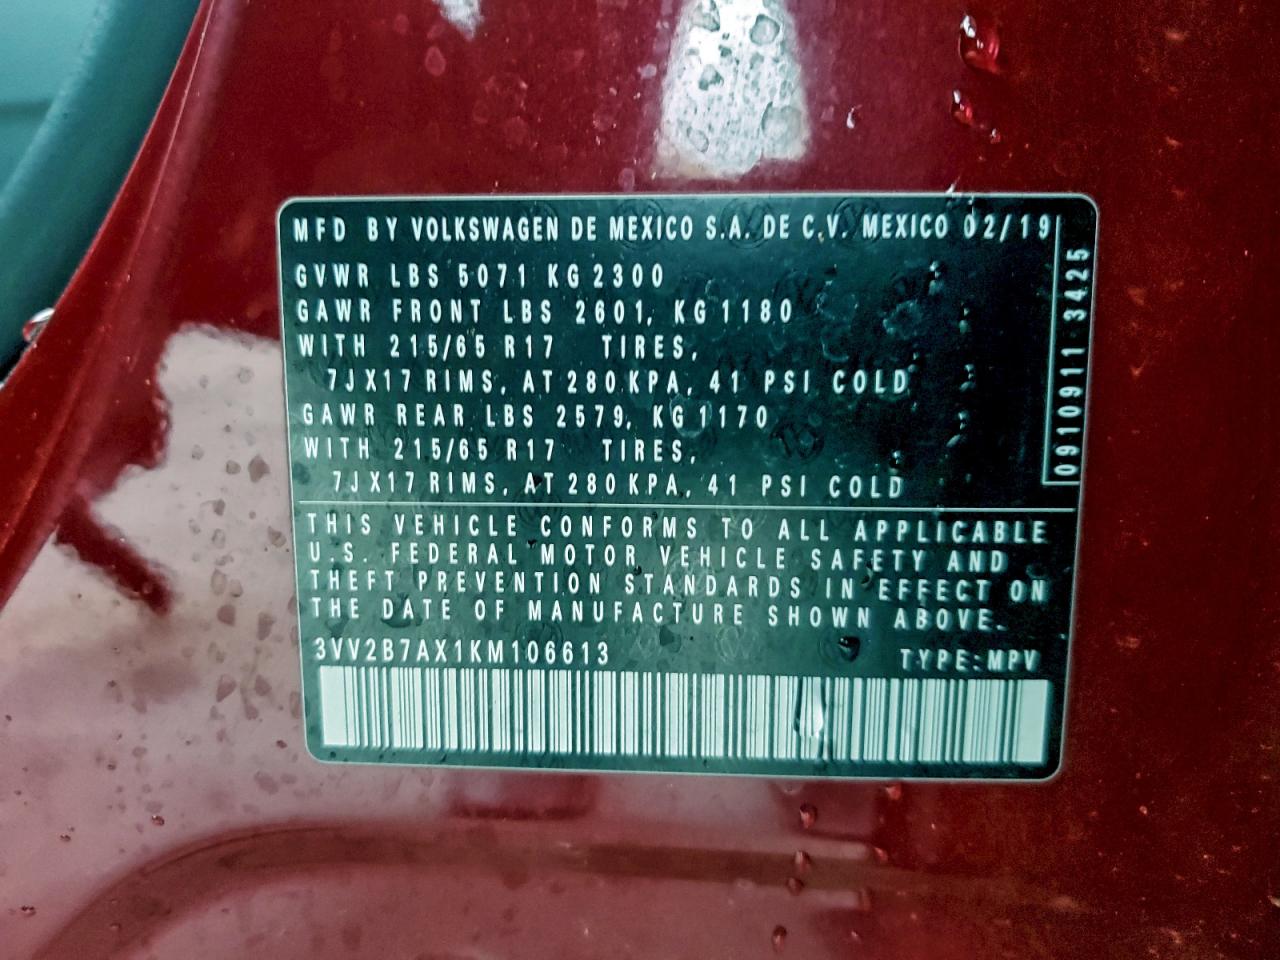 MFD BY VOLKSWAGEN DE MEXICO S.A. DE C.V. MEXICO 02/19
GVWR LBS 5071 KG 2300
GAWR FRONT LBS 2601, KG 1180
WITH 215/65 R17 TIRES,
7JX17 RIMS, AT 280 KPA, 41 PSI COLD
GAWR REAR LBS 2579, KG 1170
WITH 215/65 R17 TIRES,
7JX17 RIMS, AT 280 KPA, 41 PSI COLD
0910911 3425
THIS VEHICLE CONFORMS TO ALL APPLICABLE
U.S. FEDERAL MOTOR VEHICLE SAFETY AND
THEFT PREVENTION STANDARDS IN EFFECT ON
THE DATE OF MANUFACTURE SHOWN ABOVE.
3VV2B7AX1KM106613 TYPE: MPV